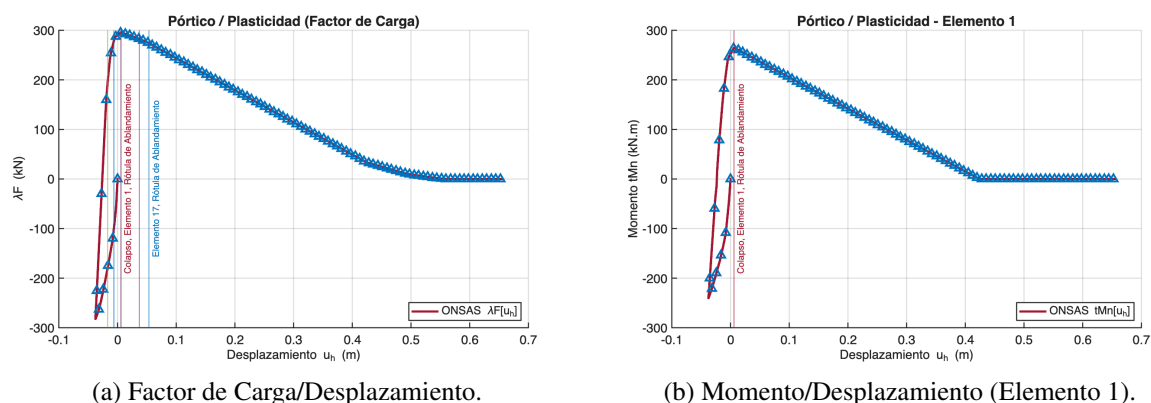 Pórtico / Plasticidad (Factor de Carga)
300
200
100
0
-100
-200
-300
λF (kN)
Colapso, Elemento 1, Rótula de Ablandamiento
Elemento 17, Rótula de Ablandamiento
ONSAS λF[u_h]
-0.1 0 0.1 0.2 0.3 0.4 0.5 0.6 0.7
Desplazamiento u_h (m)
(a) Factor de Carga/Desplazamiento.
Pórtico / Plasticidad - Elemento 1
300
200
100
0
-100
-200
-300
Momento tMn (kN.m)
Colapso, Elemento 1, Rótula de Ablandamiento
ONSAS tMn[u_h]
-0.1 0 0.1 0.2 0.3 0.4 0.5 0.6 0.7
Desplazamiento u_h (m)
(b) Momento/Desplazamiento (Elemento 1).